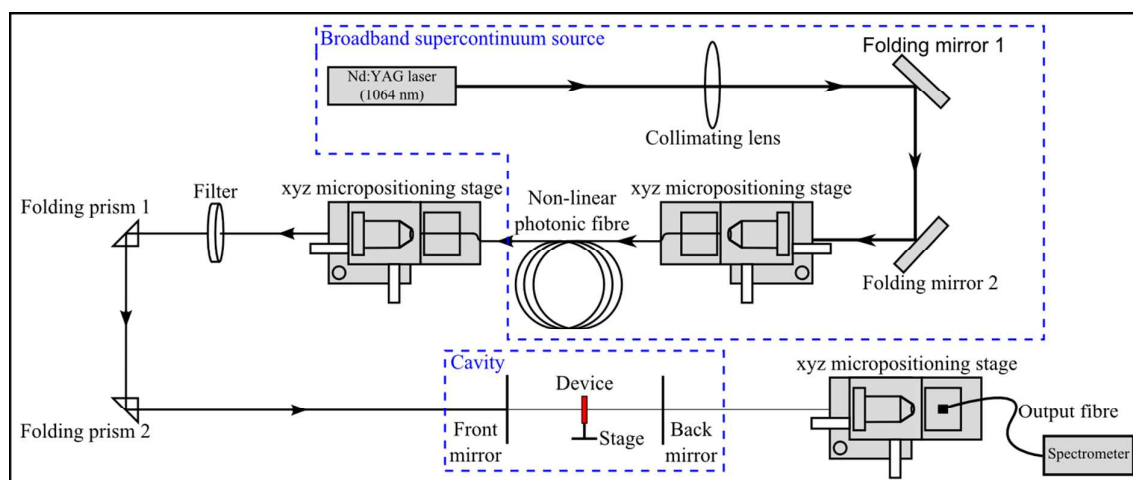 Broadband supercontinuum source
Nd:YAG laser
(1064 nm)
Collimating lens
Folding mirror 1
Folding prism 1
Filter
xyz micropositioning stage
Non-linear
photonic fibre
xyz micropositioning stage
Folding mirror 2
Cavity
Device
Stage
Front
mirror
Back
mirror
Folding prism 2
xyz micropositioning stage
Output fibre
Spectrometer